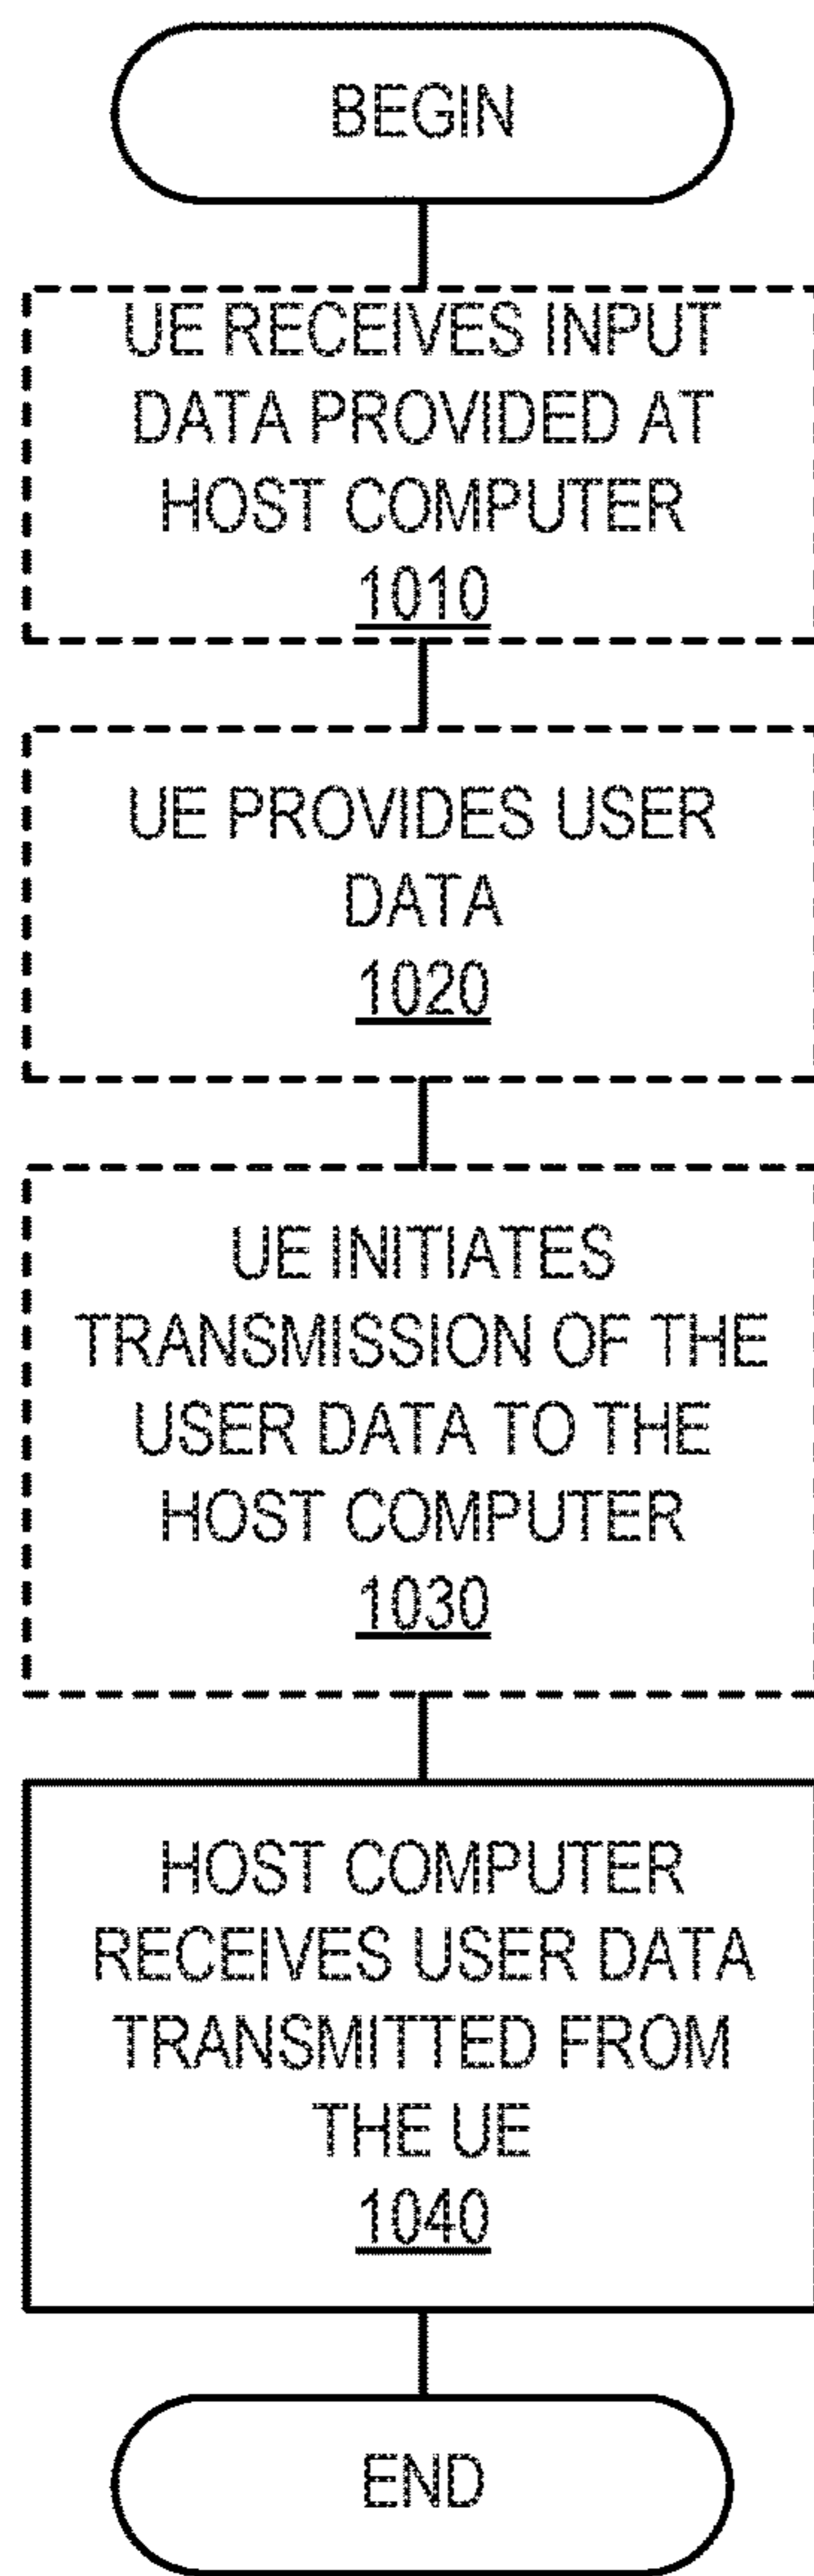 BEGIN
UE RECEIVES INPUT
DATA PROVIDED AT
HOST COMPUTER
1010
UE PROVIDES USER
DATA
1020
UE INITIATES
TRANSMISSION OF THE
USER DATA TO THE
HOST COMPUTER
1030
HOST COMPUTER
RECEIVES USER DATA
TRANSMITTED FROM
THE UE
1040
END